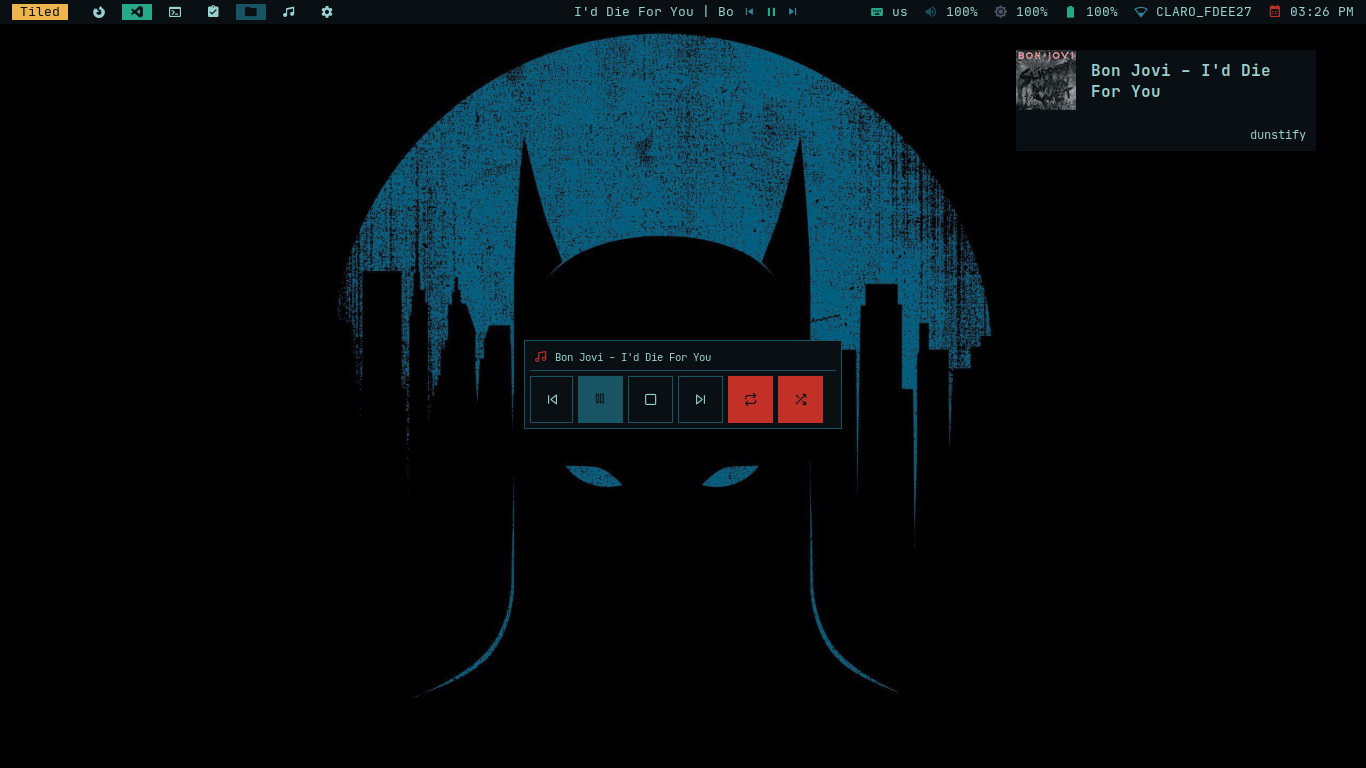 Tiled
I'd Die For You | Bo
us
100%
100%
100%
CLARO_FDEE27
03:26 PM
BON JOVI
Bon Jovi - I'd Die
For You
dunstify
Bon Jovi - I'd Die For You